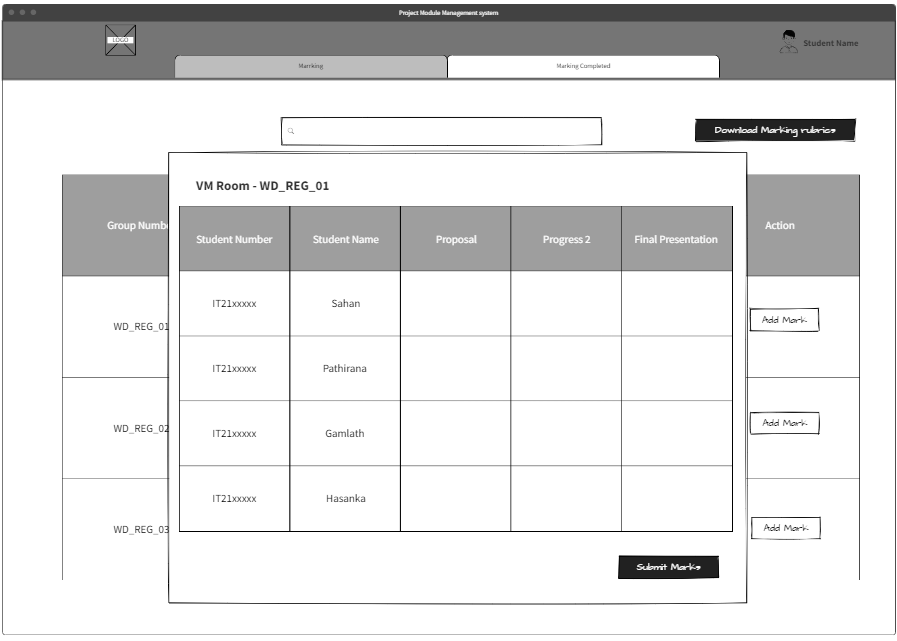 Project Module Management system
LOGO
Student Name
Marrking
Marking Completed
Download Marking rubrics
VM Room - WD_REG_01
Group Numbe
Action
Student Number
Student Name
Proposal
Progress 2
Final Presentation
IT21xxxxx
Sahan
WD_REG_01
Add Mark
IT21xxxxx
Pathirana
WD_REG_02
Add Mark
IT21xxxxx
Gamlath
IT21xxxxx
Hasanka
WD_REG_03
Add Mark
Submit Marks